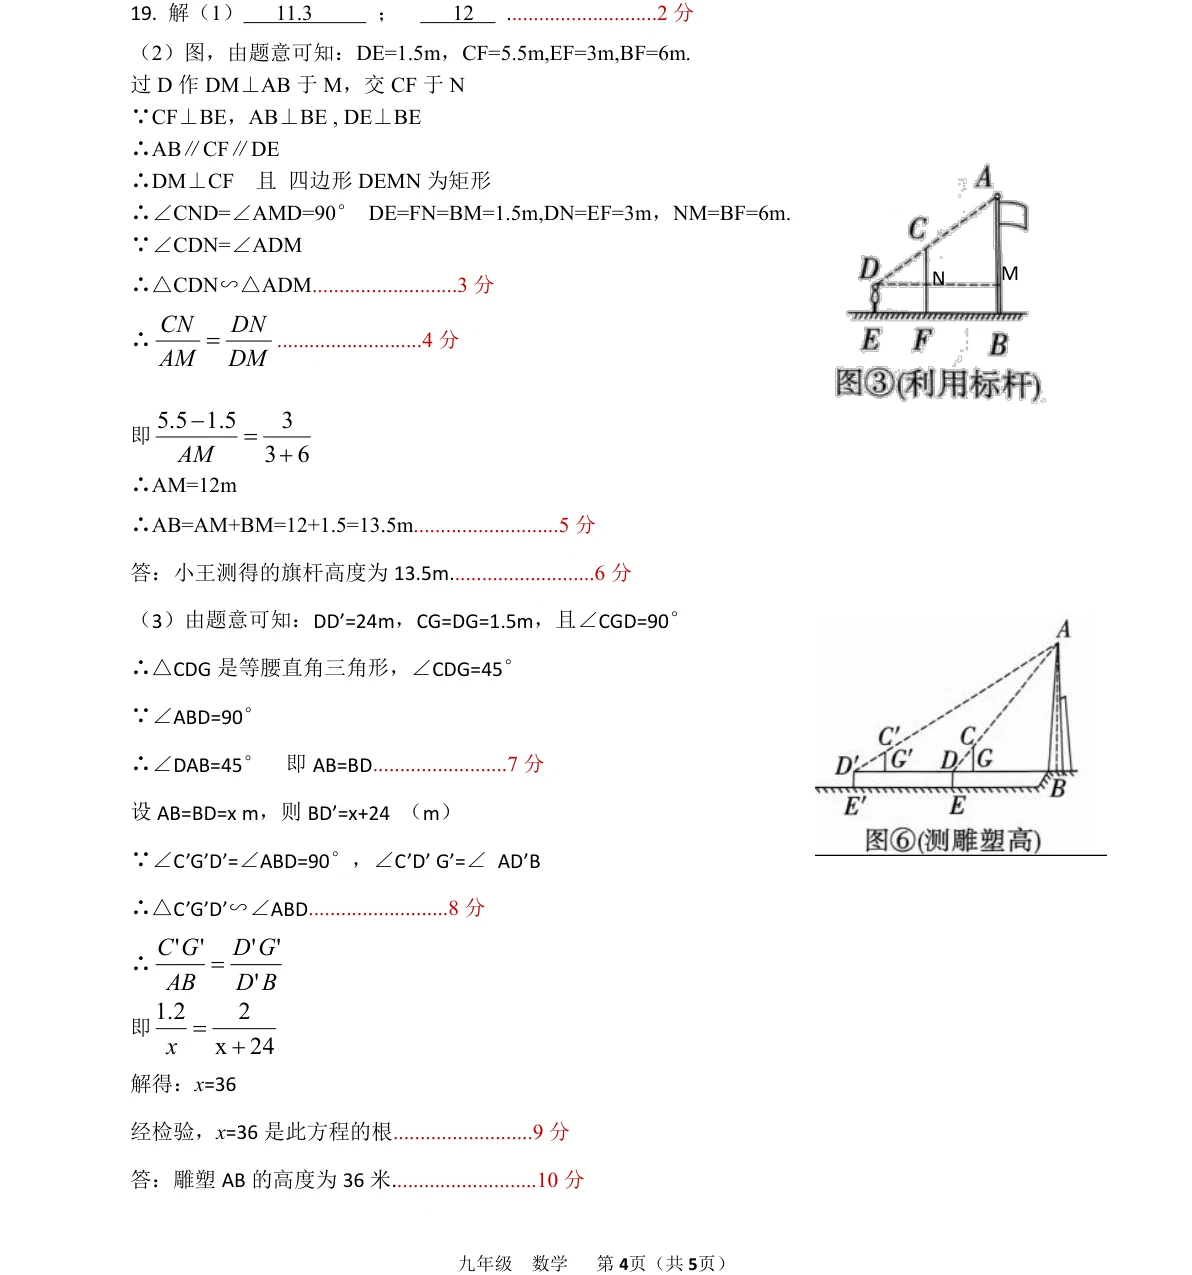 19. 解（1） 11.3 ； 12 ............................2 分
（2）图，由题意可知：DE=1.5m，CF=5.5m,EF=3m,BF=6m.
过 D 作 DM⊥AB 于 M，交 CF 于 N
∵CF⊥BE，AB⊥BE , DE⊥BE
∴AB∥CF∥DE
∴DM⊥CF 且 四边形 DEMN 为矩形
∴∠CND=∠AMD=90° DE=FN=BM=1.5m,DN=EF=3m，NM=BF=6m.
∵∠CDN=∠ADM
∴△CDN∽△ADM...........................3 分
∴ CN/AM = DN/DM ...........................4 分
A
C
D
N
M
E F B
图③(利用标杆)
即 (5.5−1.5)/AM = 3/(3+6)
∴AM=12m
∴AB=AM+BM=12+1.5=13.5m...........................5 分
答：小王测得的旗杆高度为 13.5m...........................6 分
（3）由题意可知：DD’=24m，CG=DG=1.5m，且∠CGD=90°
∴△CDG 是等腰直角三角形，∠CDG=45°
∵∠ABD=90°
∴∠DAB=45° 即 AB=BD.........................7 分
设 AB=BD=x m，则 BD’=x+24 （m）
∵∠C’G’D’=∠ABD=90°，∠C’D’ G’=∠ AD’B
∴△C’G’D’∽∠ABD..........................8 分
A
C' C
D' G' D G
E' E B
图⑥(测雕塑高)
∴ C'G'/AB = D'G'/D'B
即 1.2/x = 2/(x+24)
解得：x=36
经检验，x=36 是此方程的根..........................9 分
答：雕塑 AB 的高度为 36 米...........................10 分
九年级 数学 第 4页（共 5页）